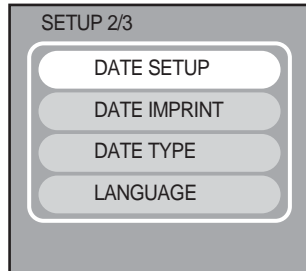 SETUP 2/3
DATE SETUP
DATE IMPRINT
DATE TYPE
LANGUAGE